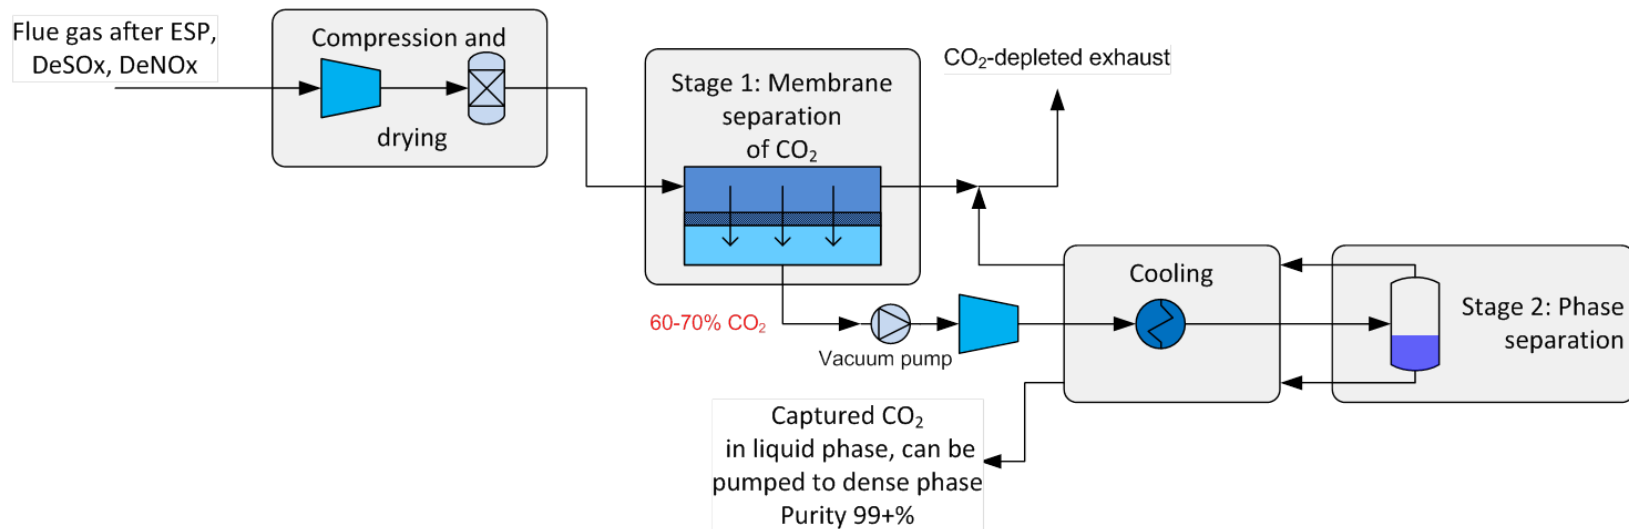 Flue gas after ESP,
DeSOx, DeNOx
Compression and
drying
Stage 1: Membrane
separation
of CO₂
CO₂-depleted exhaust
60-70% CO₂
Vacuum pump
Cooling
Stage 2: Phase
separation
Captured CO₂
in liquid phase, can be
pumped to dense phase
Purity 99+%